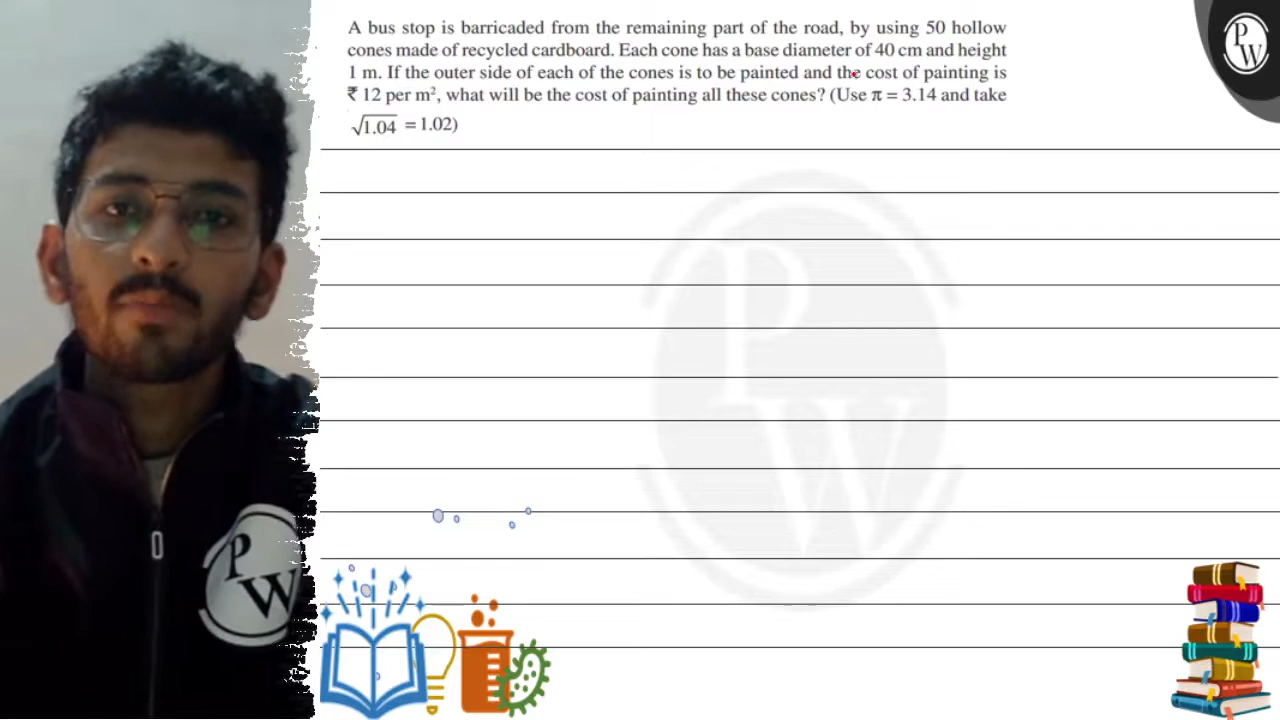 A bus stop is barricaded from the remaining part of the road, by using 50 hollow
cones made of recycled cardboard. Each cone has a base diameter of 40 cm and height
1 m. If the outer side of each of the cones is to be painted and the cost of painting is
₹ 12 per m², what will be the cost of painting all these cones? (Use π = 3.14 and take
√1.04 = 1.02)
P
W
P
W
P
W